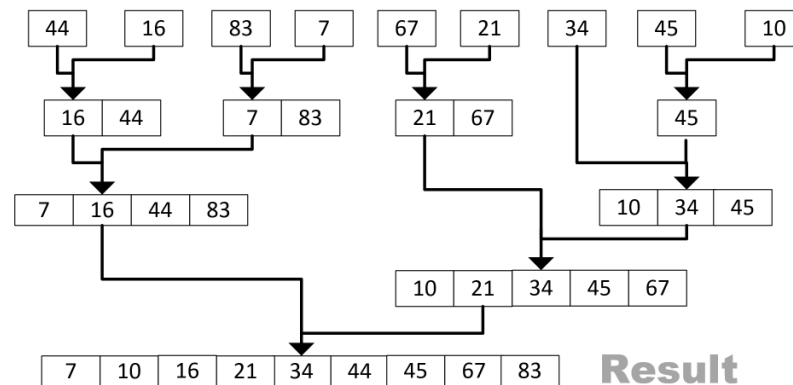 44 16 83 7 67 21 34 45 10
16 44 7 83 21 67 45
7 16 44 83 10 34 45
10 21 34 45 67
7 10 16 21 34 44 45 67 83 Result